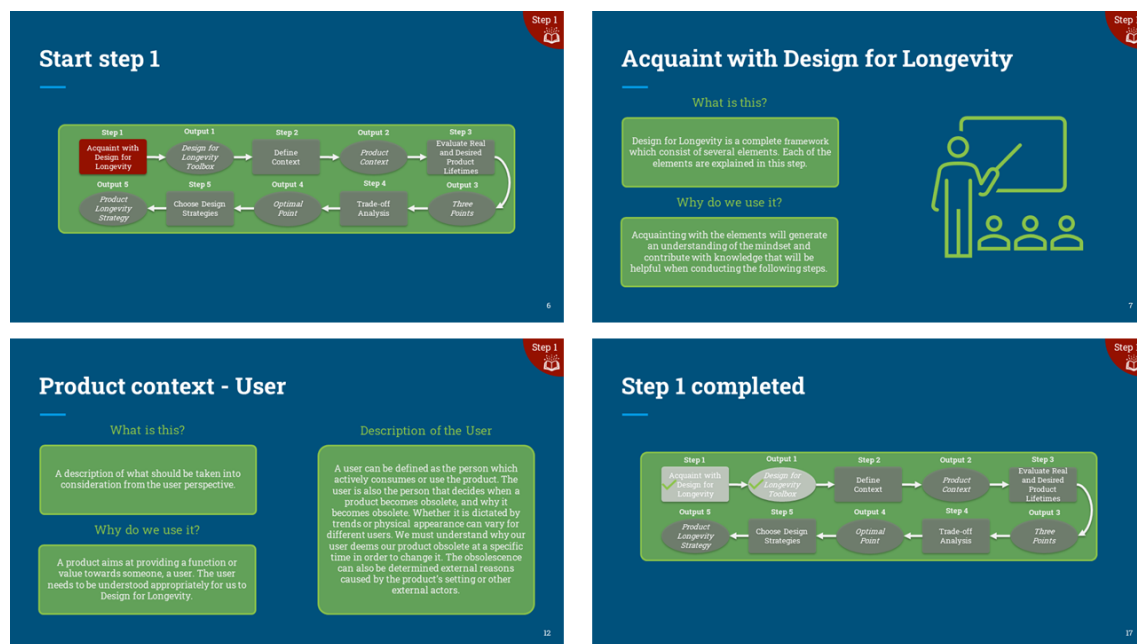 Step 1
Start step 1
Step 1
Output 1
Step 2
Output 2
Step 3
Acquaint with
Design for
Longevity
Design for
Longevity
Toolbox
Define
Context
Product
Context
Evaluate Real
and Desired
Product
Lifetimes
Output 5
Step 5
Output 4
Step 4
Output 3
Product
Longevity
Strategy
Choose Design
Strategies
Optimal
Point
Trade-off
Analysis
Three
Points
6
Step
Acquaint with Design for Longevity
What is this?
Design for Longevity is a complete framework
which consist of several elements. Each of the
elements are explained in this step.
Why do we use it?
Acquainting with the elements will generate
an understanding of the mindset and
contribute with knowledge that will be
helpful when conducting the following steps.
7
Step 1
Product context - User
What is this?
A description of what should be taken into
consideration from the user perspective.
Why do we use it?
A product aims at providing a function or
value towards someone, a user. The user
needs to be understood appropriately for us to
Design for Longevity.
Description of the User
A user can be defined as the person which
actively consumes or use the product. The
user is also the person that decides when a
product becomes obsolete, and why it
becomes obsolete. Whether it is dictated by
trends or physical appearance can vary for
different users. We must understand why our
user deems our product obsolete at a specific
time in order to change it. The obsolescence
can also be determined external reasons
caused by the product's setting or other
external actors.
12
Step
Step 1 completed
Step 1
Output 1
Step 2
Output 2
Step 3
Acquaint with
Design for
Longevity
Design for
Longevity
Toolbox
Define
Context
Product
Context
Evaluate Real
and Desired
Product
Lifetimes
Output 5
Step 5
Output 4
Step 4
Output 3
Product
Longevity
Strategy
Choose Design
Strategies
Optimal
Point
Trade-off
Analysis
Three
Points
17